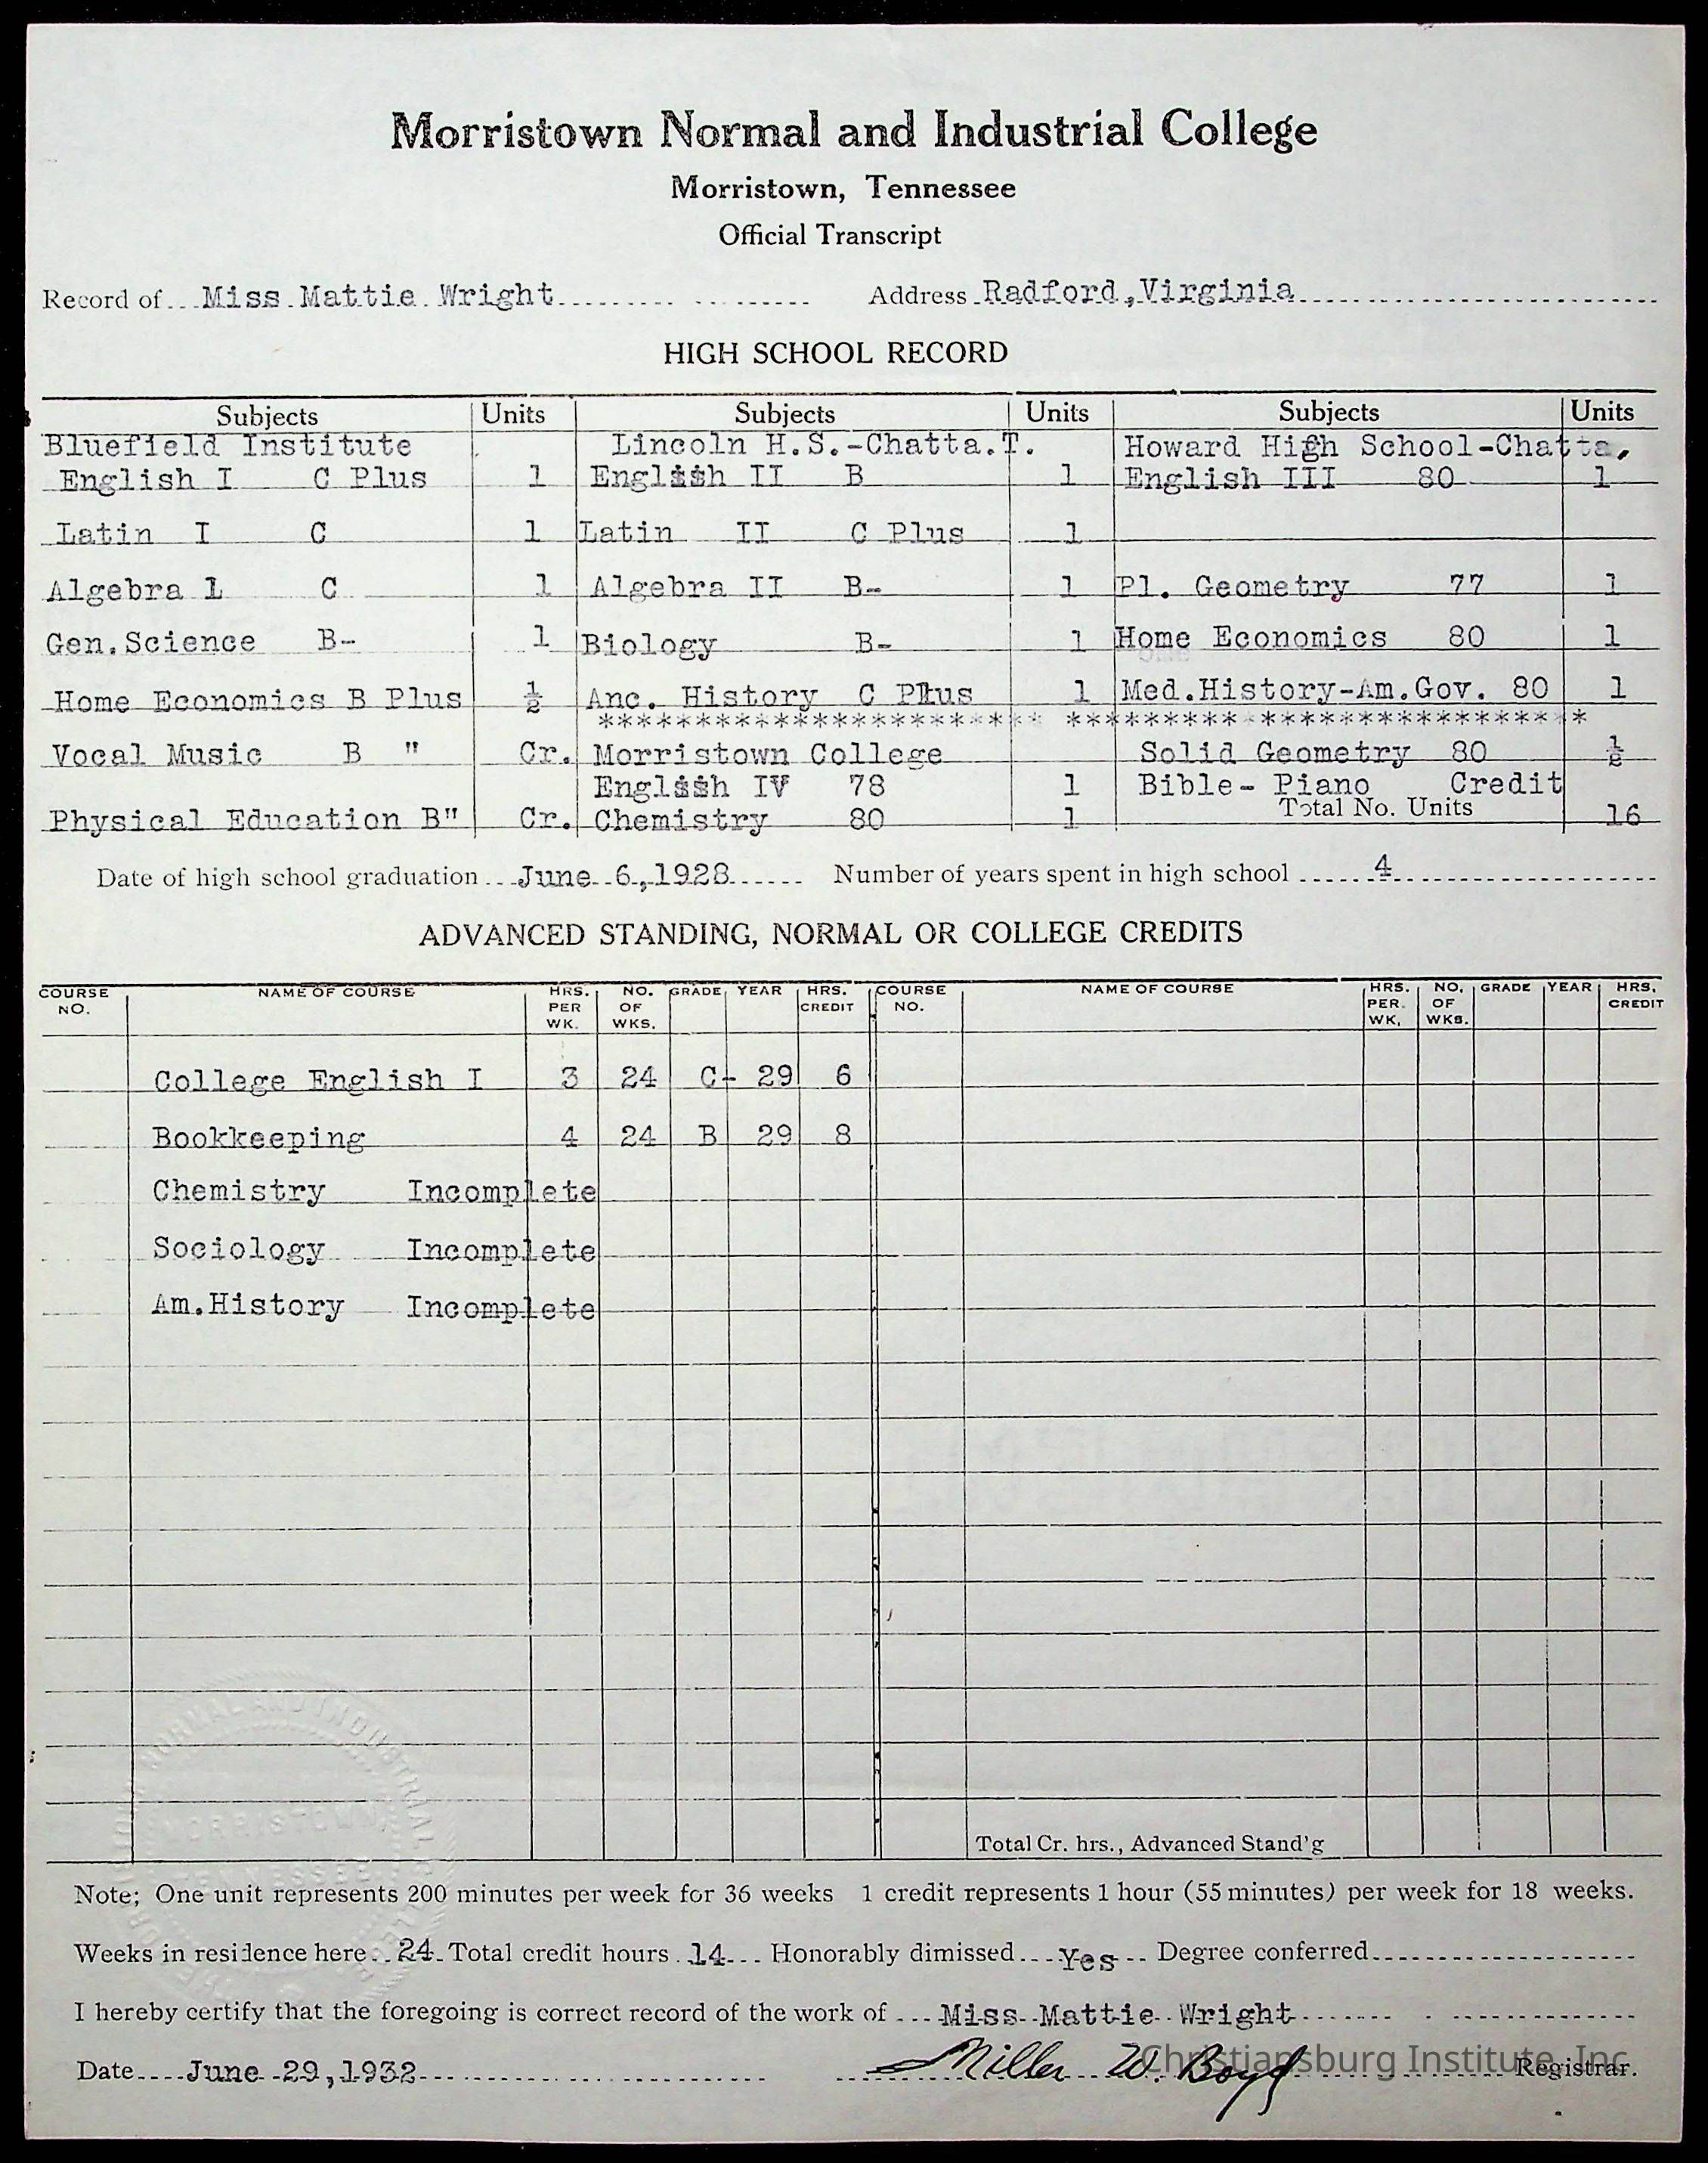 Morristown Normal and Industrial College
Morristown, Tennessee
Official Transcript
Record of Miss Mattie Wright Address Radford, Virginia
HIGH SCHOOL RECORD
Subjects Units Subjects Units Subjects Units
Bluefield Institute Lincoln H.S.-Chatta.T. Howard High School-Chatta,
English I C Plus 1 English II B 1 English III 80 1
Latin I C 1 Latin II C Plus 1
Algebra I C 1 Algebra II B- 1 Pl. Geometry 77 1
Gen.Science B- 1 Biology B- 1 Home Economics 80 1
Home Economics B Plus ½ Anc. History C Plus 1 Med.History-Am.Gov. 80 1
*********************** ***************************
Vocal Music B " Cr. Morristown College Solid Geometry 80 ½
English IV 78 1 Bible- Piano Credit
Physical Education B" Cr. Chemistry 80 1 Total No. Units 16
Date of high school graduation June 6,1928 Number of years spent in high school 4
ADVANCED STANDING, NORMAL OR COLLEGE CREDITS
COURSE NO. NAME OF COURSE HRS. PER WK. NO. OF WKS. GRADE YEAR HRS. CREDIT COURSE NO. NAME OF COURSE HRS. PER. WK. NO. OF WKS. GRADE YEAR HRS. CREDIT
College English I 3 24 C- 29 6
Bookkeeping 4 24 B 29 8
Chemistry Incomplete
Sociology Incomplete
Am.History Incomplete
Total Cr. hrs., Advanced Stand'g
Note; One unit represents 200 minutes per week for 36 weeks 1 credit represents 1 hour (55 minutes) per week for 18 weeks.
Weeks in residence here 24 Total credit hours 14 Honorably dimissed Yes Degree conferred
I hereby certify that the foregoing is correct record of the work of Miss Mattie Wright
Date June 29,1932 Miller W. Boyd Registrar.
Christiansburg Institute, Inc.
NORMAL AND INDUSTRIAL
MORRISTOWN
TENNESSEE